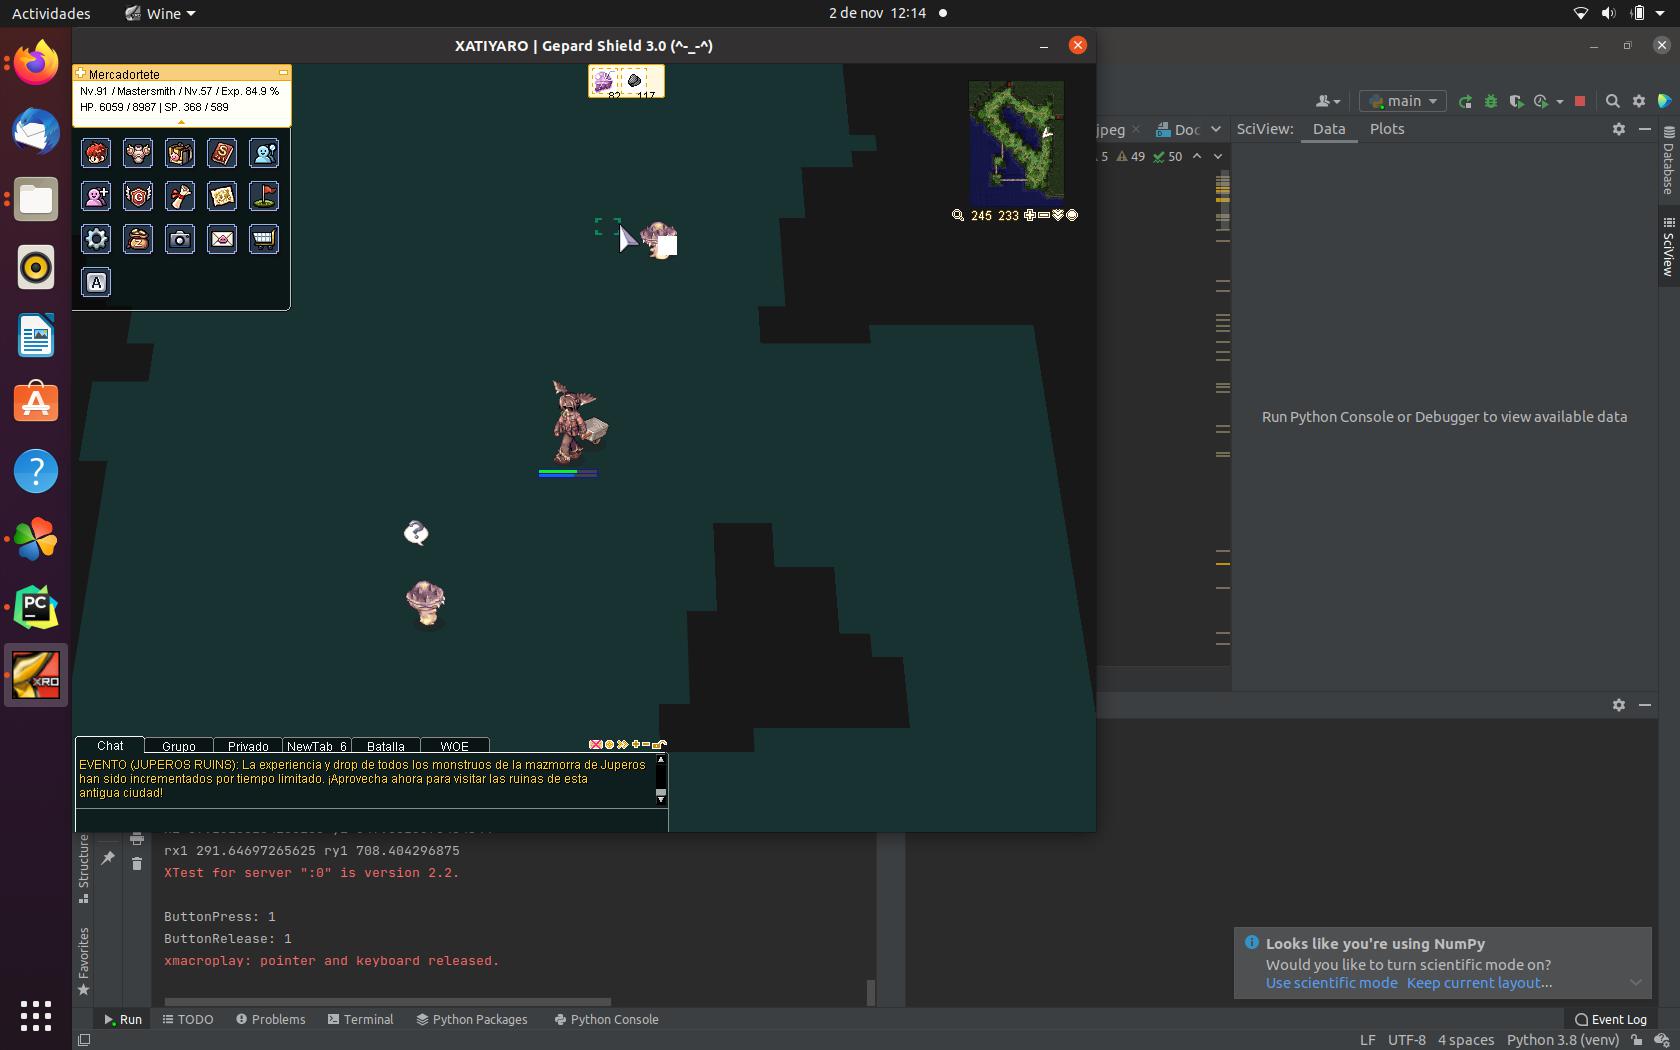 Actividades
Wine
2 de nov 12:14
XATIYARO | Gepard Shield 3.0 (^-_-^)
Mercadortete
Nv.91 / Mastersmith / Nv.57 / Exp. 84.9 %
HP. 6059 / 8987 | SP. 368 / 589
82 117
245 233
main
jpeg
Doc
SciView:
Data
Plots
5
49
50
Database
SciView
Run Python Console or Debugger to view available data
A
?
XRO
PC
Chat
Grupo
Privado
NewTab_6
Batalla
WOE
EVENTO (JUPEROS RUINS): La experiencia y drop de todos los monstruos de la mazmorra de Juperos
han sido incrementados por tiempo limitado. ¡Aprovecha ahora para visitar las ruinas de esta
antigua ciudad!
rx1 291.64697265625 ry1 708.404296875
XTest for server ":0" is version 2.2.
ButtonPress: 1
ButtonRelease: 1
xmacroplay: pointer and keyboard released.
Structure
Favorites
Looks like you're using NumPy
Would you like to turn scientific mode on?
Use scientific mode Keep current layout...
Run
TODO
Problems
Terminal
Python Packages
Python Console
Event Log
LF UTF-8 4 spaces Python 3.8 (venv)